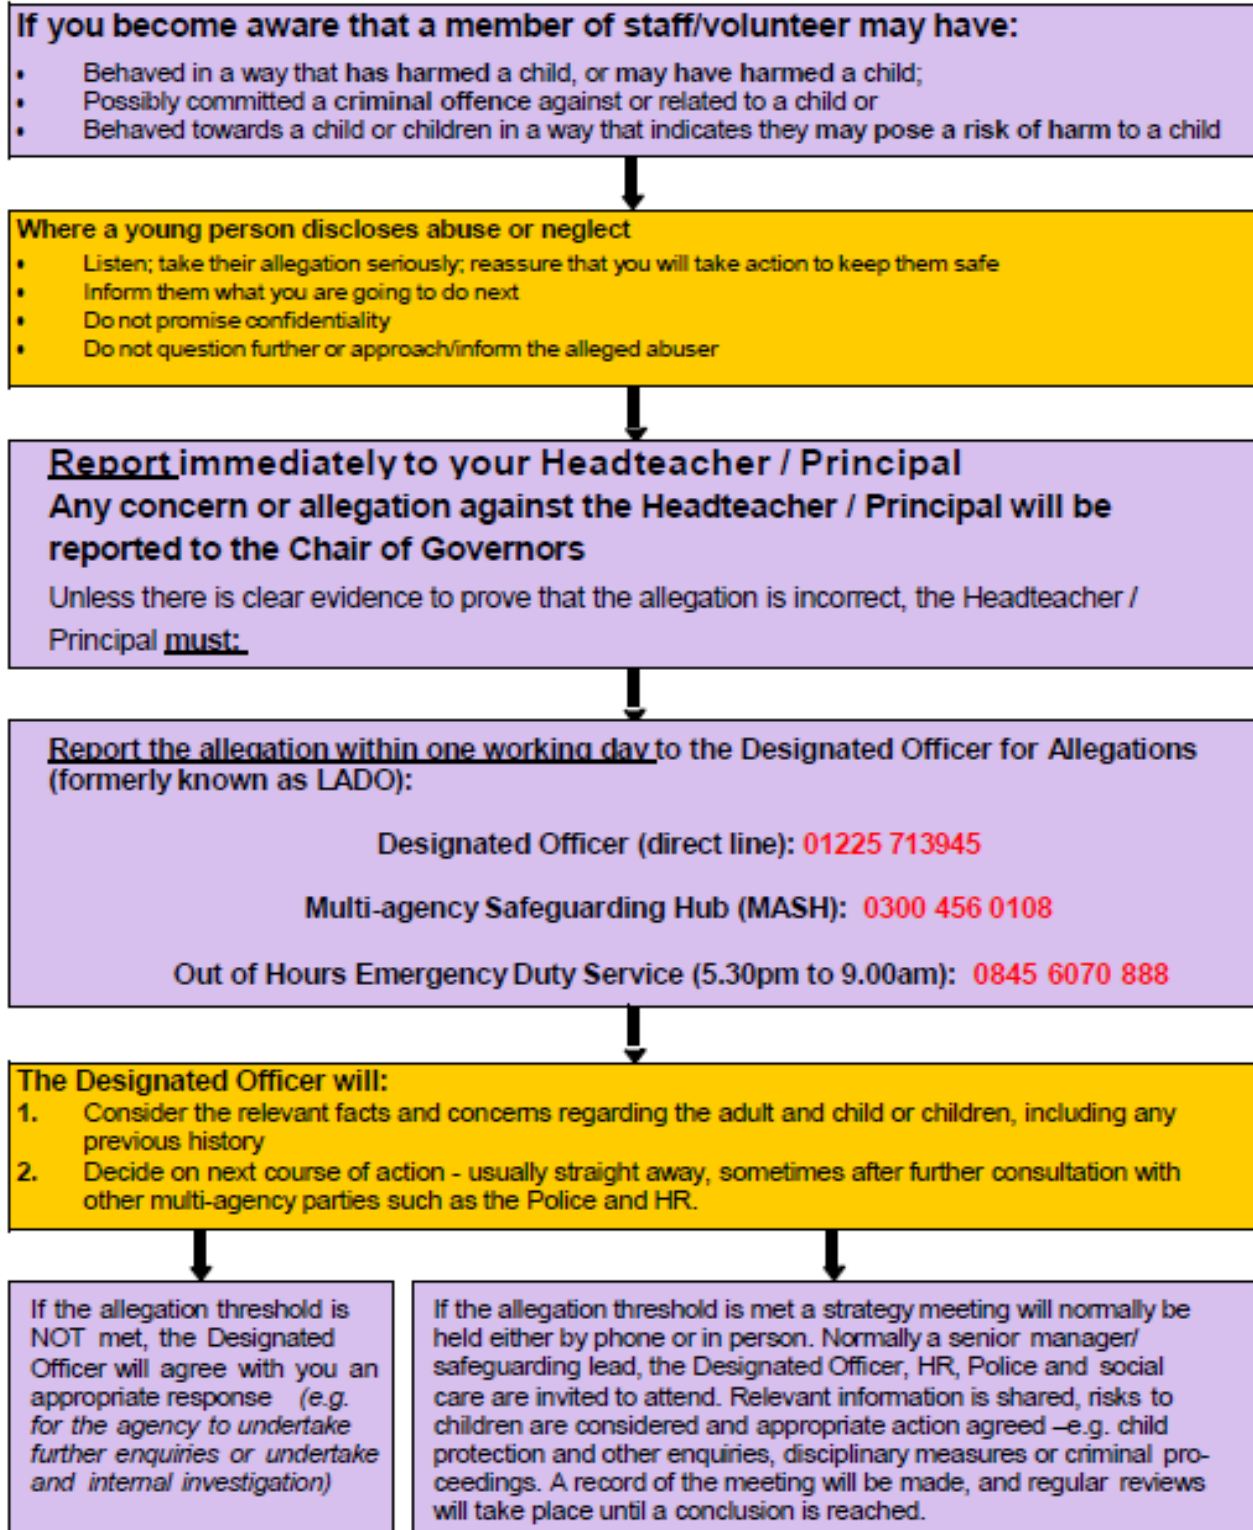 If you become aware that a member of staff/volunteer may have:
• Behaved in a way that has harmed a child, or may have harmed a child;
• Possibly committed a criminal offence against or related to a child or
• Behaved towards a child or children in a way that indicates they may pose a risk of harm to a child
Where a young person discloses abuse or neglect
• Listen; take their allegation seriously; reassure that you will take action to keep them safe
• Inform them what you are going to do next
• Do not promise confidentiality
• Do not question further or approach/inform the alleged abuser
Report immediately to your Headteacher / Principal
Any concern or allegation against the Headteacher / Principal will be
reported to the Chair of Governors
Unless there is clear evidence to prove that the allegation is incorrect, the Headteacher /
Principal must:
Report the allegation within one working day to the Designated Officer for Allegations
(formerly known as LADO):
Designated Officer (direct line): 01225 713945
Multi-agency Safeguarding Hub (MASH): 0300 456 0108
Out of Hours Emergency Duty Service (5.30pm to 9.00am): 0845 6070 888
The Designated Officer will:
1. Consider the relevant facts and concerns regarding the adult and child or children, including any
previous history
2. Decide on next course of action - usually straight away, sometimes after further consultation with
other multi-agency parties such as the Police and HR.
If the allegation threshold is
NOT met, the Designated
Officer will agree with you an
appropriate response (e.g.
for the agency to undertake
further enquiries or undertake
and internal investigation)
If the allegation threshold is met a strategy meeting will normally be
held either by phone or in person. Normally a senior manager/
safeguarding lead, the Designated Officer, HR, Police and social
care are invited to attend. Relevant information is shared, risks to
children are considered and appropriate action agreed –e.g. child
protection and other enquiries, disciplinary measures or criminal pro-
ceedings. A record of the meeting will be made, and regular reviews
will take place until a conclusion is reached.